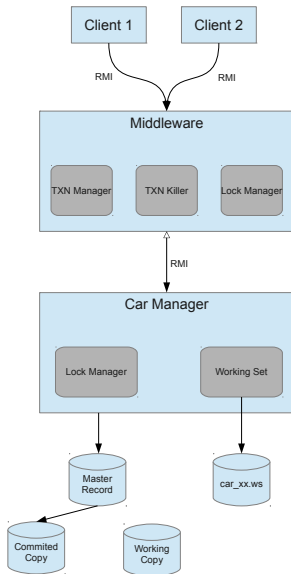 Client 1
Client 2
RMI
RMI
Middleware
TXN Manager
TXN Killer
Lock Manager
RMI
Car Manager
Lock Manager
Working Set
Master
Record
car_xx.ws
Commited
Copy
Working
Copy